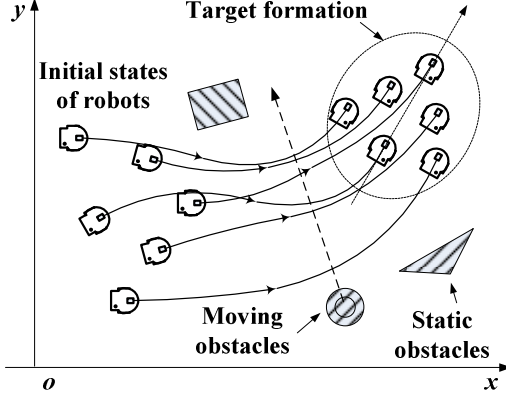 y
Target formation
Initial states
of robots
Moving
obstacles
Static
obstacles
o
x